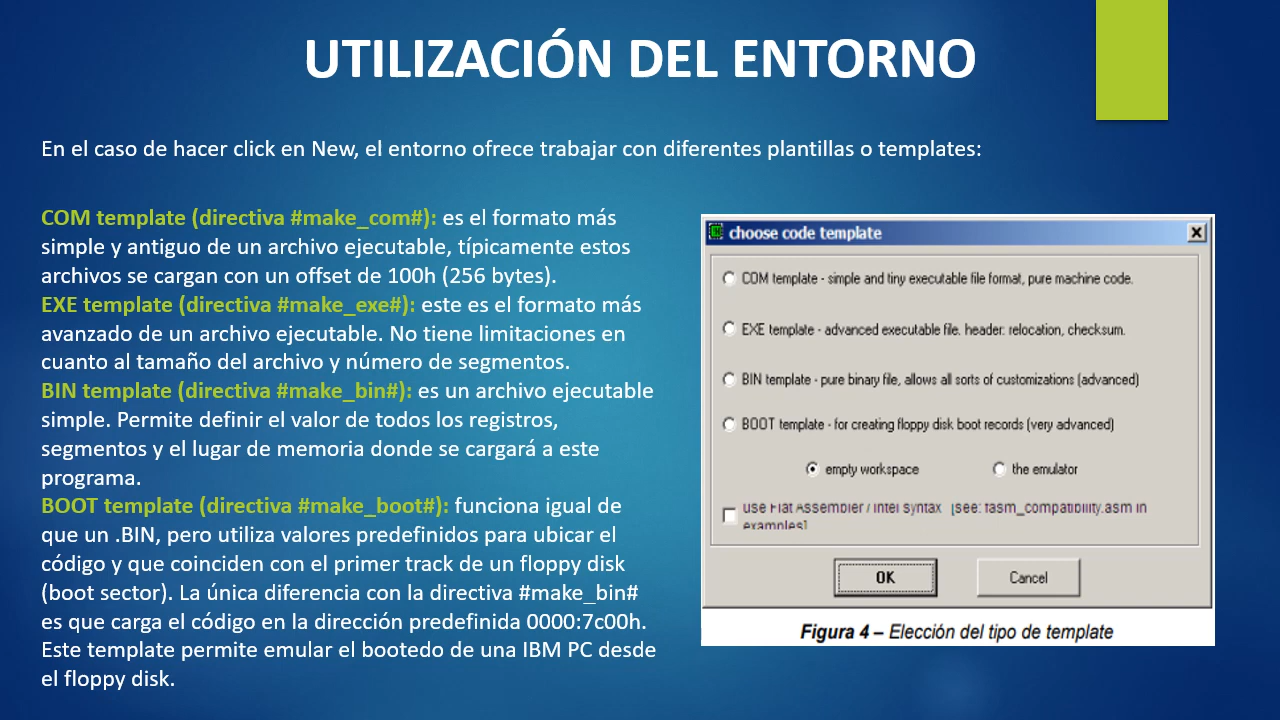 UTILIZACIÓN DEL ENTORNO
En el caso de hacer click en New, el entorno ofrece trabajar con diferentes plantillas o templates:
COM template (directiva #make_com#): es el formato más
simple y antiguo de un archivo ejecutable, típicamente estos
archivos se cargan con un offset de 100h (256 bytes).
EXE template (directiva #make_exe#): este es el formato más
avanzado de un archivo ejecutable. No tiene limitaciones en
cuanto al tamaño del archivo y número de segmentos.
BIN template (directiva #make_bin#): es un archivo ejecutable
simple. Permite definir el valor de todos los registros,
segmentos y el lugar de memoria donde se cargará a este
programa.
BOOT template (directiva #make_boot#): funciona igual de
que un .BIN, pero utiliza valores predefinidos para ubicar el
código y que coinciden con el primer track de un floppy disk
(boot sector). La única diferencia con la directiva #make_bin#
es que carga el código en la dirección predefinida 0000:7c00h.
Este template permite emular el bootedo de una IBM PC desde
el floppy disk.
choose code template
COM template - simple and tiny executable file format, pure machine code.
EXE template - advanced executable file. header: relocation, checksum.
BIN template - pure binary file, allows all sorts of customizations (advanced)
BOOT template - for creating floppy disk boot records (very advanced)
empty workspace
the emulator
use Flat Assembler / Intel syntax [see: fasm_compatibility.asm in
examples]
OK
Cancel
Figura 4 – Elección del tipo de template